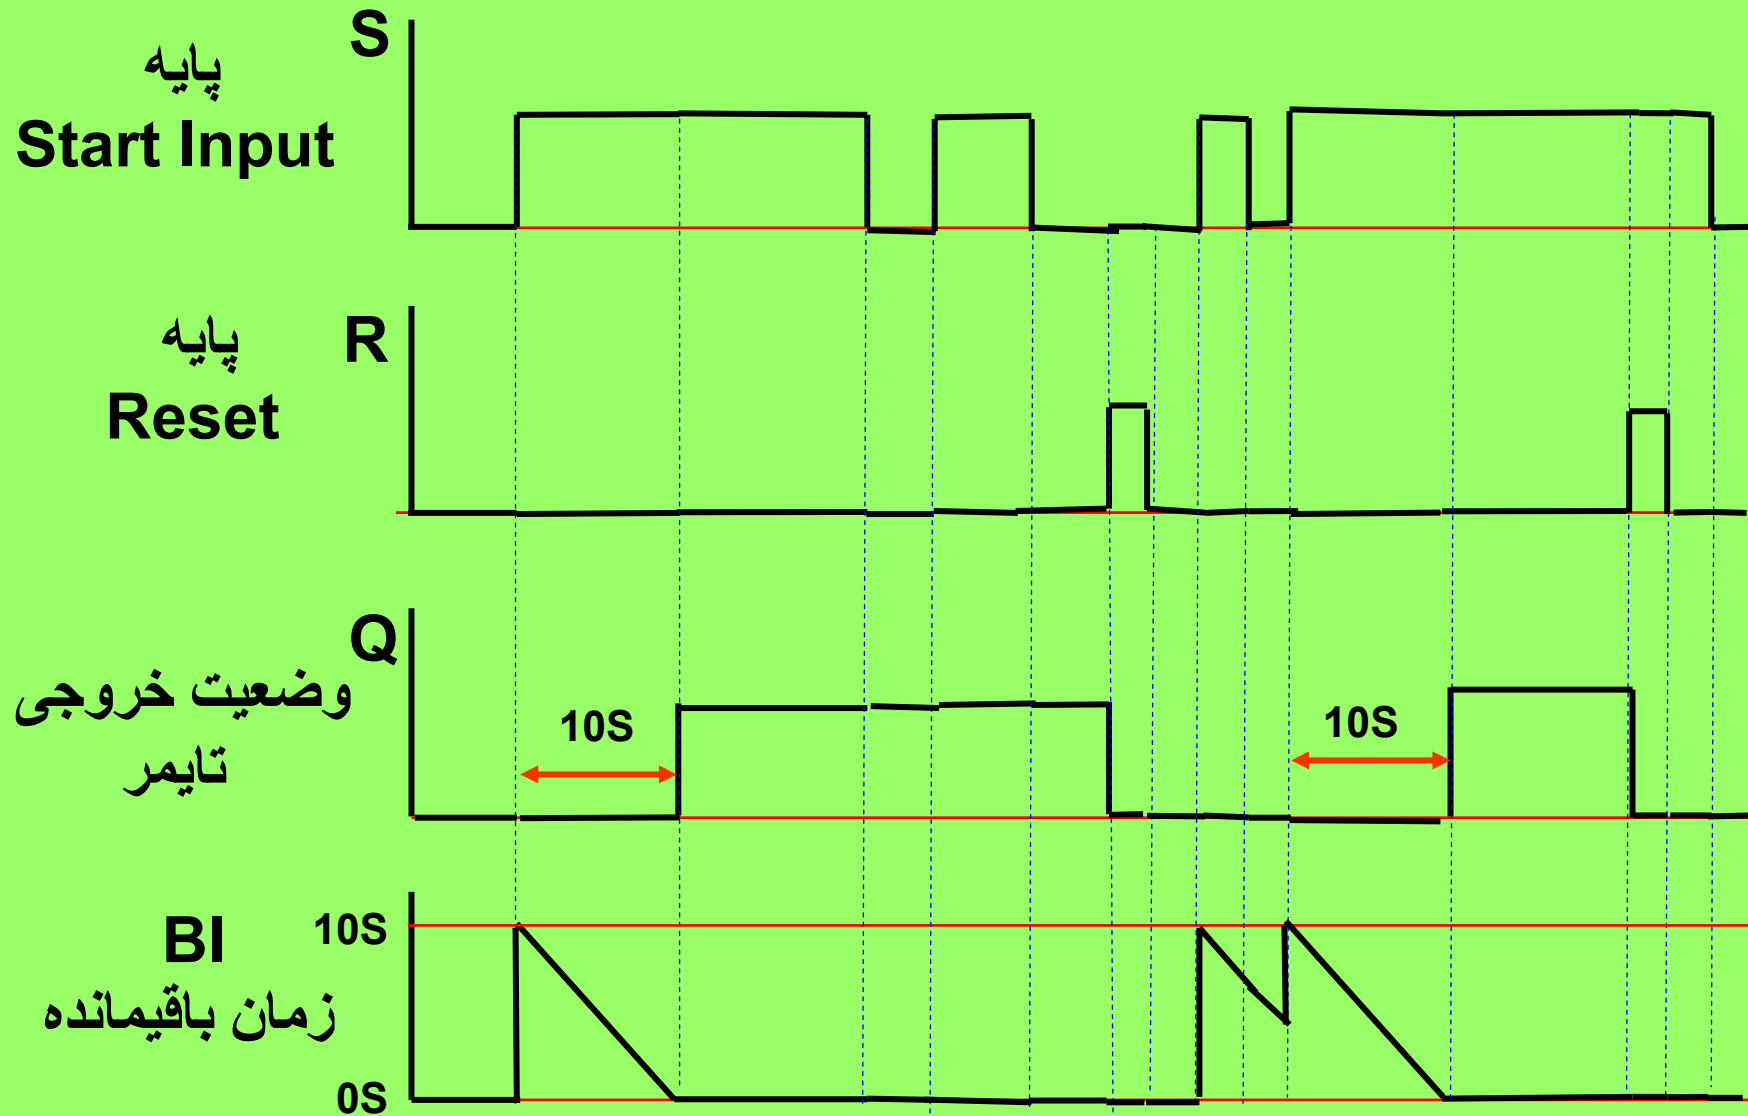 S
پایه
Start Input
R
پایه
Reset
Q
وضعیت خروجی
تایمر
10S
10S
BI
زمان باقیمانده
10S
0S